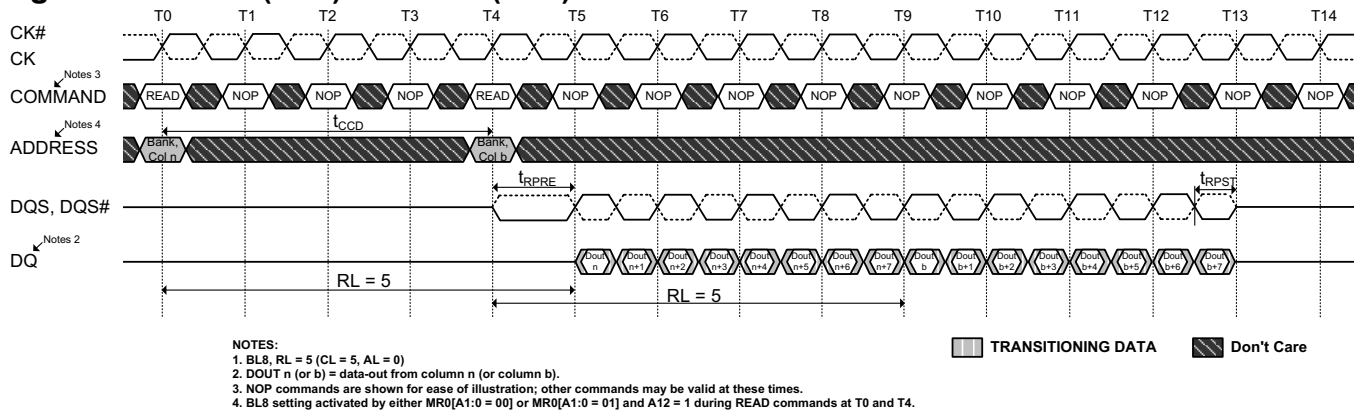 T0 T1 T2 T3 T4 T5 T6 T7 T8 T9 T10 T11 T12 T13 T14
CK#
CK
Notes 3
COMMAND READ NOP NOP NOP READ NOP NOP NOP NOP NOP NOP NOP NOP NOP NOP
tCCD
Notes 4
ADDRESS Bank, Col n Bank, Col b
tRPRE tRPST
DQS, DQS#
Notes 2
DQ Dout n Dout n+1 Dout n+2 Dout n+3 Dout n+4 Dout n+5 Dout n+6 Dout n+7 Dout b Dout b+1 Dout b+2 Dout b+3 Dout b+4 Dout b+5 Dout b+6 Dout b+7
RL = 5
RL = 5
TRANSITIONING DATA Don't Care
NOTES:
1. BL8, RL = 5 (CL = 5, AL = 0)
2. DOUT n (or b) = data-out from column n (or column b).
3. NOP commands are shown for ease of illustration; other commands may be valid at these times.
4. BL8 setting activated by either MR0[A1:0 = 00] or MR0[A1:0 = 01] and A12 = 1 during READ commands at T0 and T4.